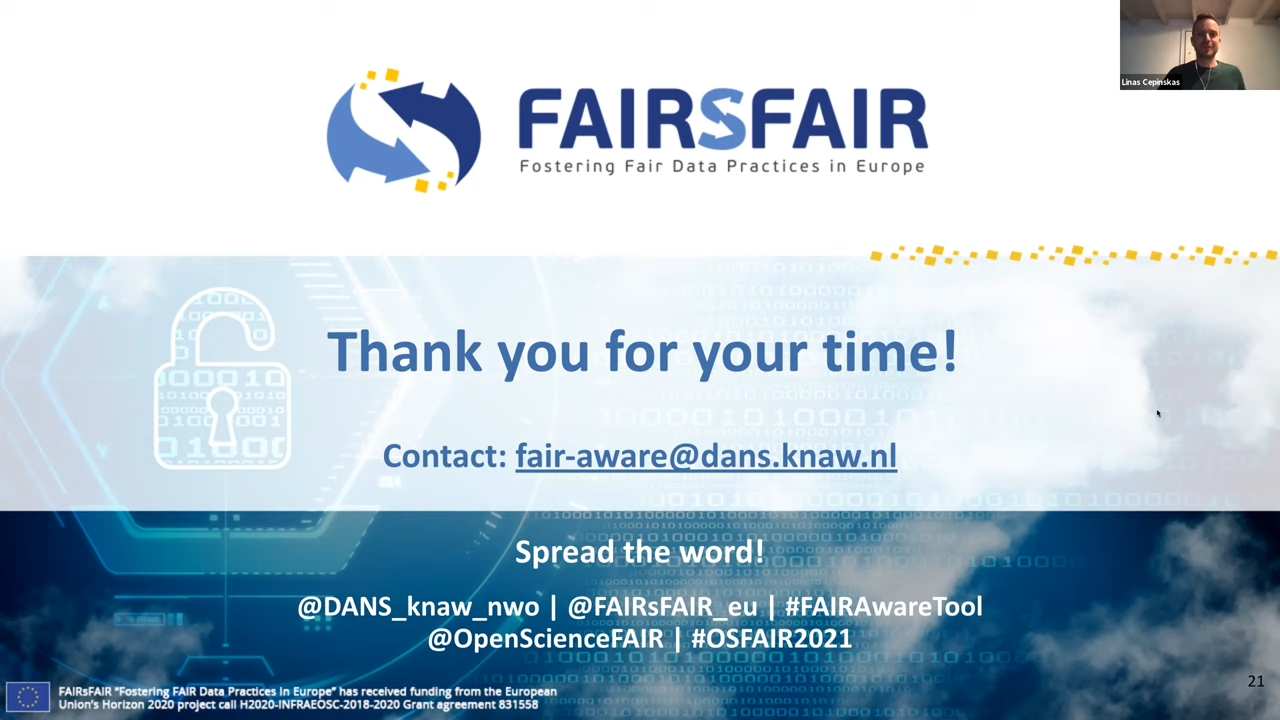 Linas Cepinskas
FAIRSFAIR
Fostering Fair Data Practices in Europe
Thank you for your time!
Contact: fair-aware@dans.knaw.nl
Spread the word!
@DANS_knaw_nwo | @FAIRsFAIR_eu | #FAIRAwareTool
@OpenScienceFAIR | #OSFAIR2021
21
FAIRsFAIR "Fostering FAIR Data Practices In Europe" has received funding from the European
Union's Horizon 2020 project call H2020-INFRAEOSC-2018-2020 Grant agreement 831558